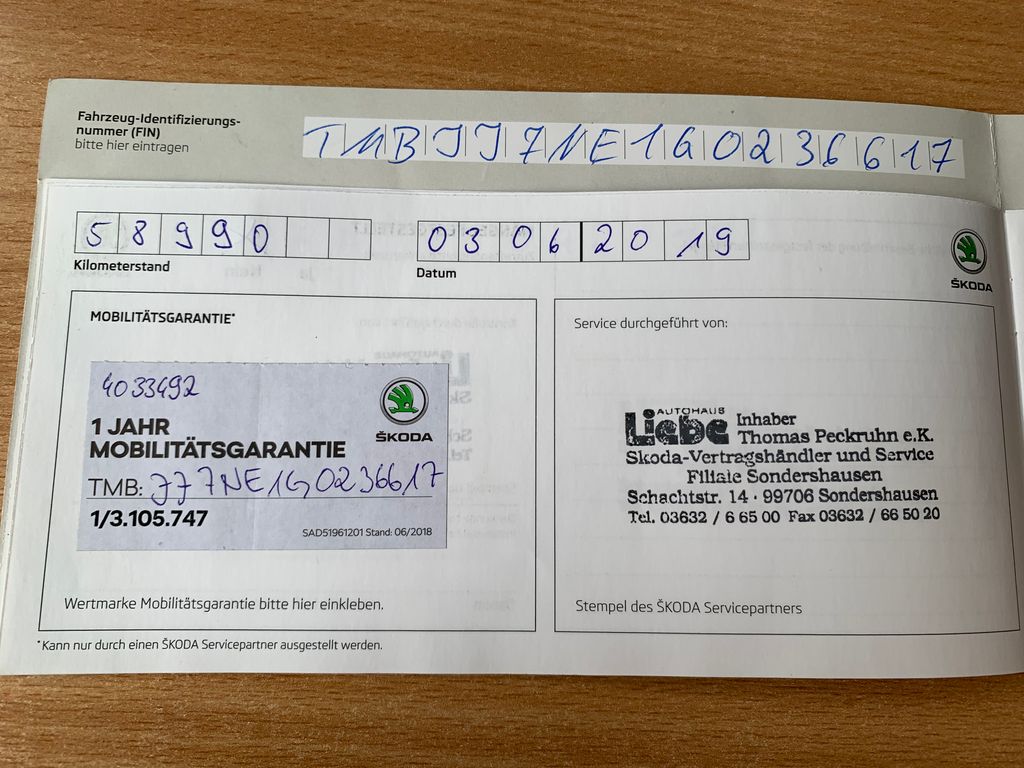 Fahrzeug-Identifizierungs-
nummer (FIN)
bitte hier eintragen
TMBJJ7NE1G0236617
58990
03062019
Kilometerstand
Datum
ŠKODA
MOBILITÄTSGARANTIE*
4033492
1 JAHR
MOBILITÄTSGARANTIE
ŠKODA
TMB: JJ7NE1G0236617
1/3.105.747
SAD51961201 Stand: 06/2018
Wertmarke Mobilitätsgarantie bitte hier einkleben.
Service durchgeführt von:
AUTOHAUS
Liebe Inhaber
Thomas Peckruhn e.K.
Skoda-Vertragshändler und Service
Filiale Sondershausen
Schachtstr. 14 · 99706 Sondershausen
Tel. 03632 / 6 65 00 Fax 03632 / 66 50 20
Stempel des ŠKODA Servicepartners
*Kann nur durch einen ŠKODA Servicepartner ausgestellt werden.